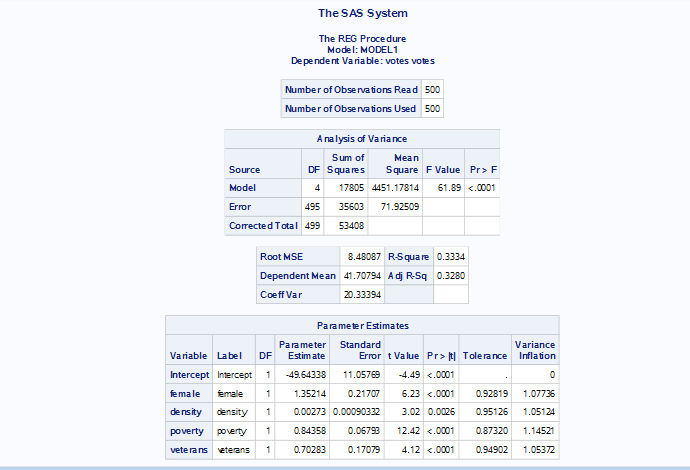 The SAS System
The REG Procedure
Model: MODEL1
Dependent Variable: votes votes
Number of Observations Read 500
Number of Observations Used 500
Analysis of Variance
Source DF Sum of Squares Mean Square F Value Pr > F
Model 4 17805 4451.17814 61.89 <.0001
Error 495 35603 71.92509
Corrected Total 499 53408
Root MSE 8.48087 R-Square 0.3334
Dependent Mean 41.70794 Adj R-Sq 0.3280
Coeff Var 20.33394
Parameter Estimates
Variable Label DF Parameter Estimate Standard Error t Value Pr > |t| Tolerance Variance Inflation
Intercept Intercept 1 -49.64338 11.05769 -4.49 <.0001 . 0
female female 1 1.35214 0.21707 6.23 <.0001 0.92819 1.07736
density density 1 0.00273 0.00090332 3.02 0.0026 0.95126 1.05124
poverty poverty 1 0.84358 0.06793 12.42 <.0001 0.87320 1.14521
veterans veterans 1 0.70283 0.17079 4.12 <.0001 0.94902 1.05372